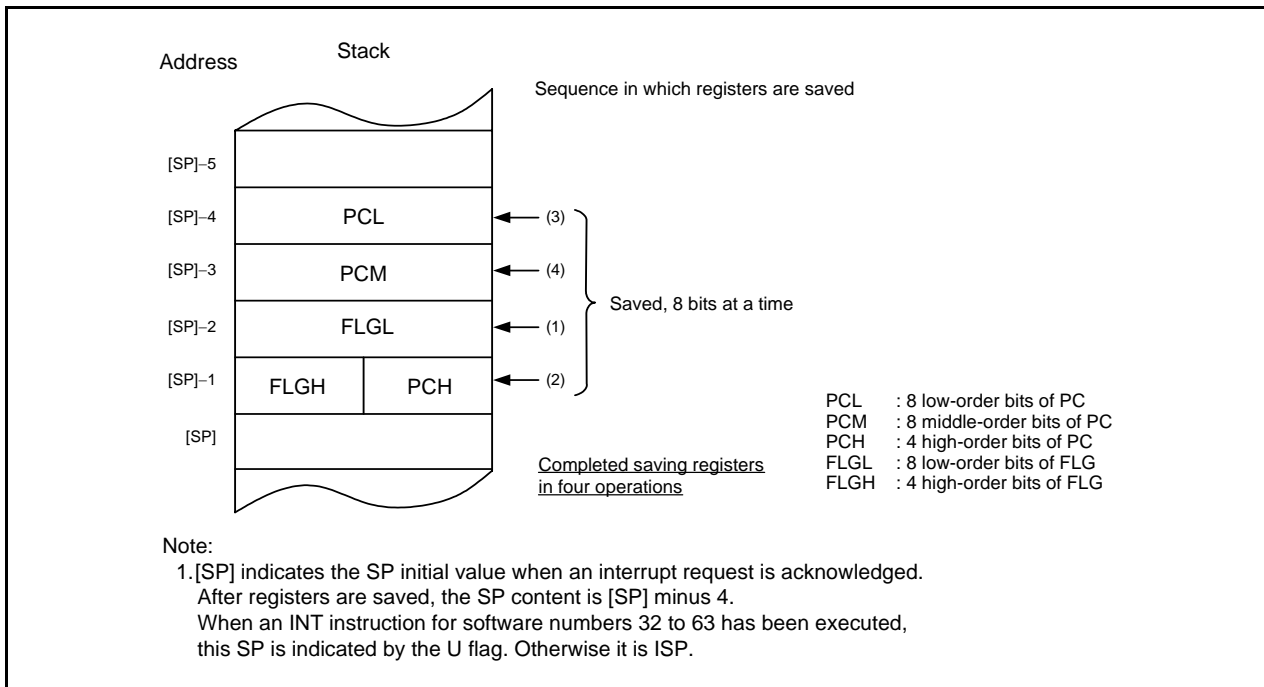 Address
Stack
Sequence in which registers are saved
[SP]−5
[SP]−4 PCL (3)
[SP]−3 PCM (4)
Saved, 8 bits at a time
[SP]−2 FLGL (1)
[SP]−1 FLGH PCH (2)
[SP]
Completed saving registers
in four operations
PCL : 8 low-order bits of PC
PCM : 8 middle-order bits of PC
PCH : 4 high-order bits of PC
FLGL : 8 low-order bits of FLG
FLGH : 4 high-order bits of FLG
Note:
1.[SP] indicates the SP initial value when an interrupt request is acknowledged.
After registers are saved, the SP content is [SP] minus 4.
When an INT instruction for software numbers 32 to 63 has been executed,
this SP is indicated by the U flag. Otherwise it is ISP.